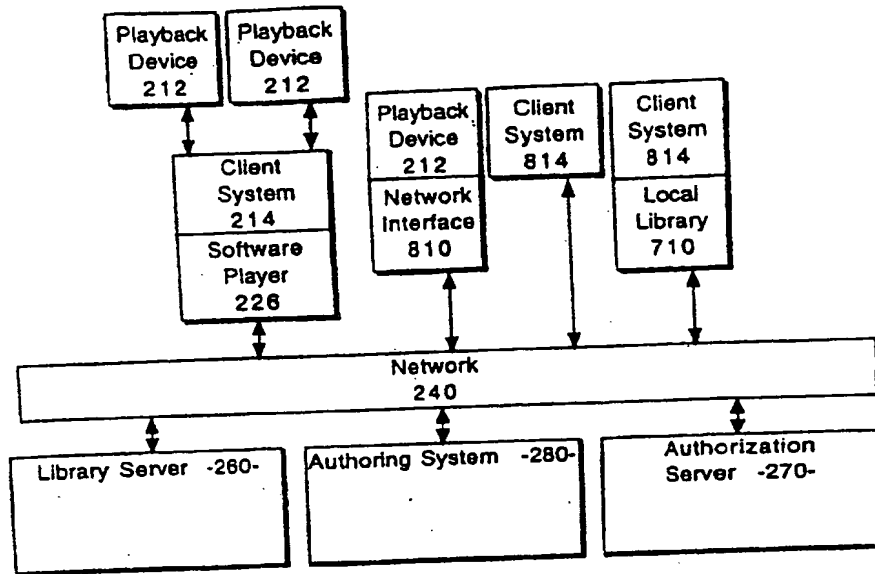 Playback
Device
212
Playback
Device
212
Playback
Device
212
Network
Interface
810
Client
System
814
Client
System
814
Local
Library
710
Client
System
214
Software
Player
226
Network
240
Library Server -260-
Authoring System -280-
Authorization
Server -270-